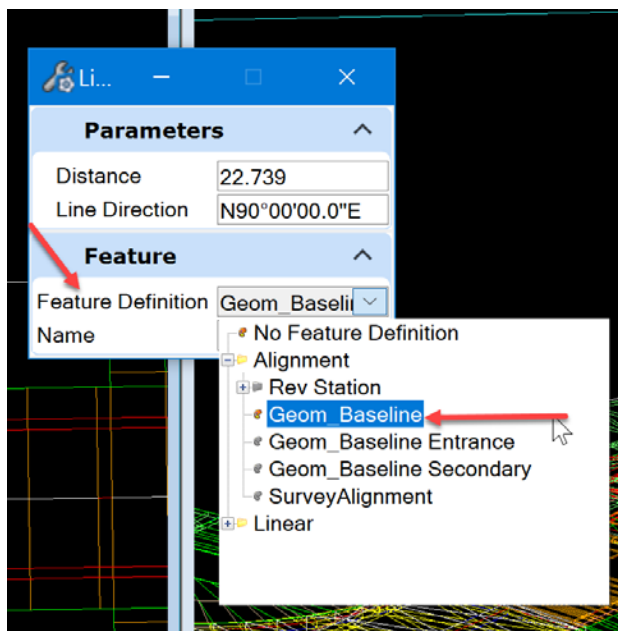 Li...
Parameters
Distance 22.739
Line Direction N90°00'00.0"E
Feature
Feature Definition Geom_Baseli
Name
No Feature Definition
Alignment
Rev Station
Geom_Baseline
Geom_Baseline Entrance
Geom_Baseline Secondary
SurveyAlignment
Linear